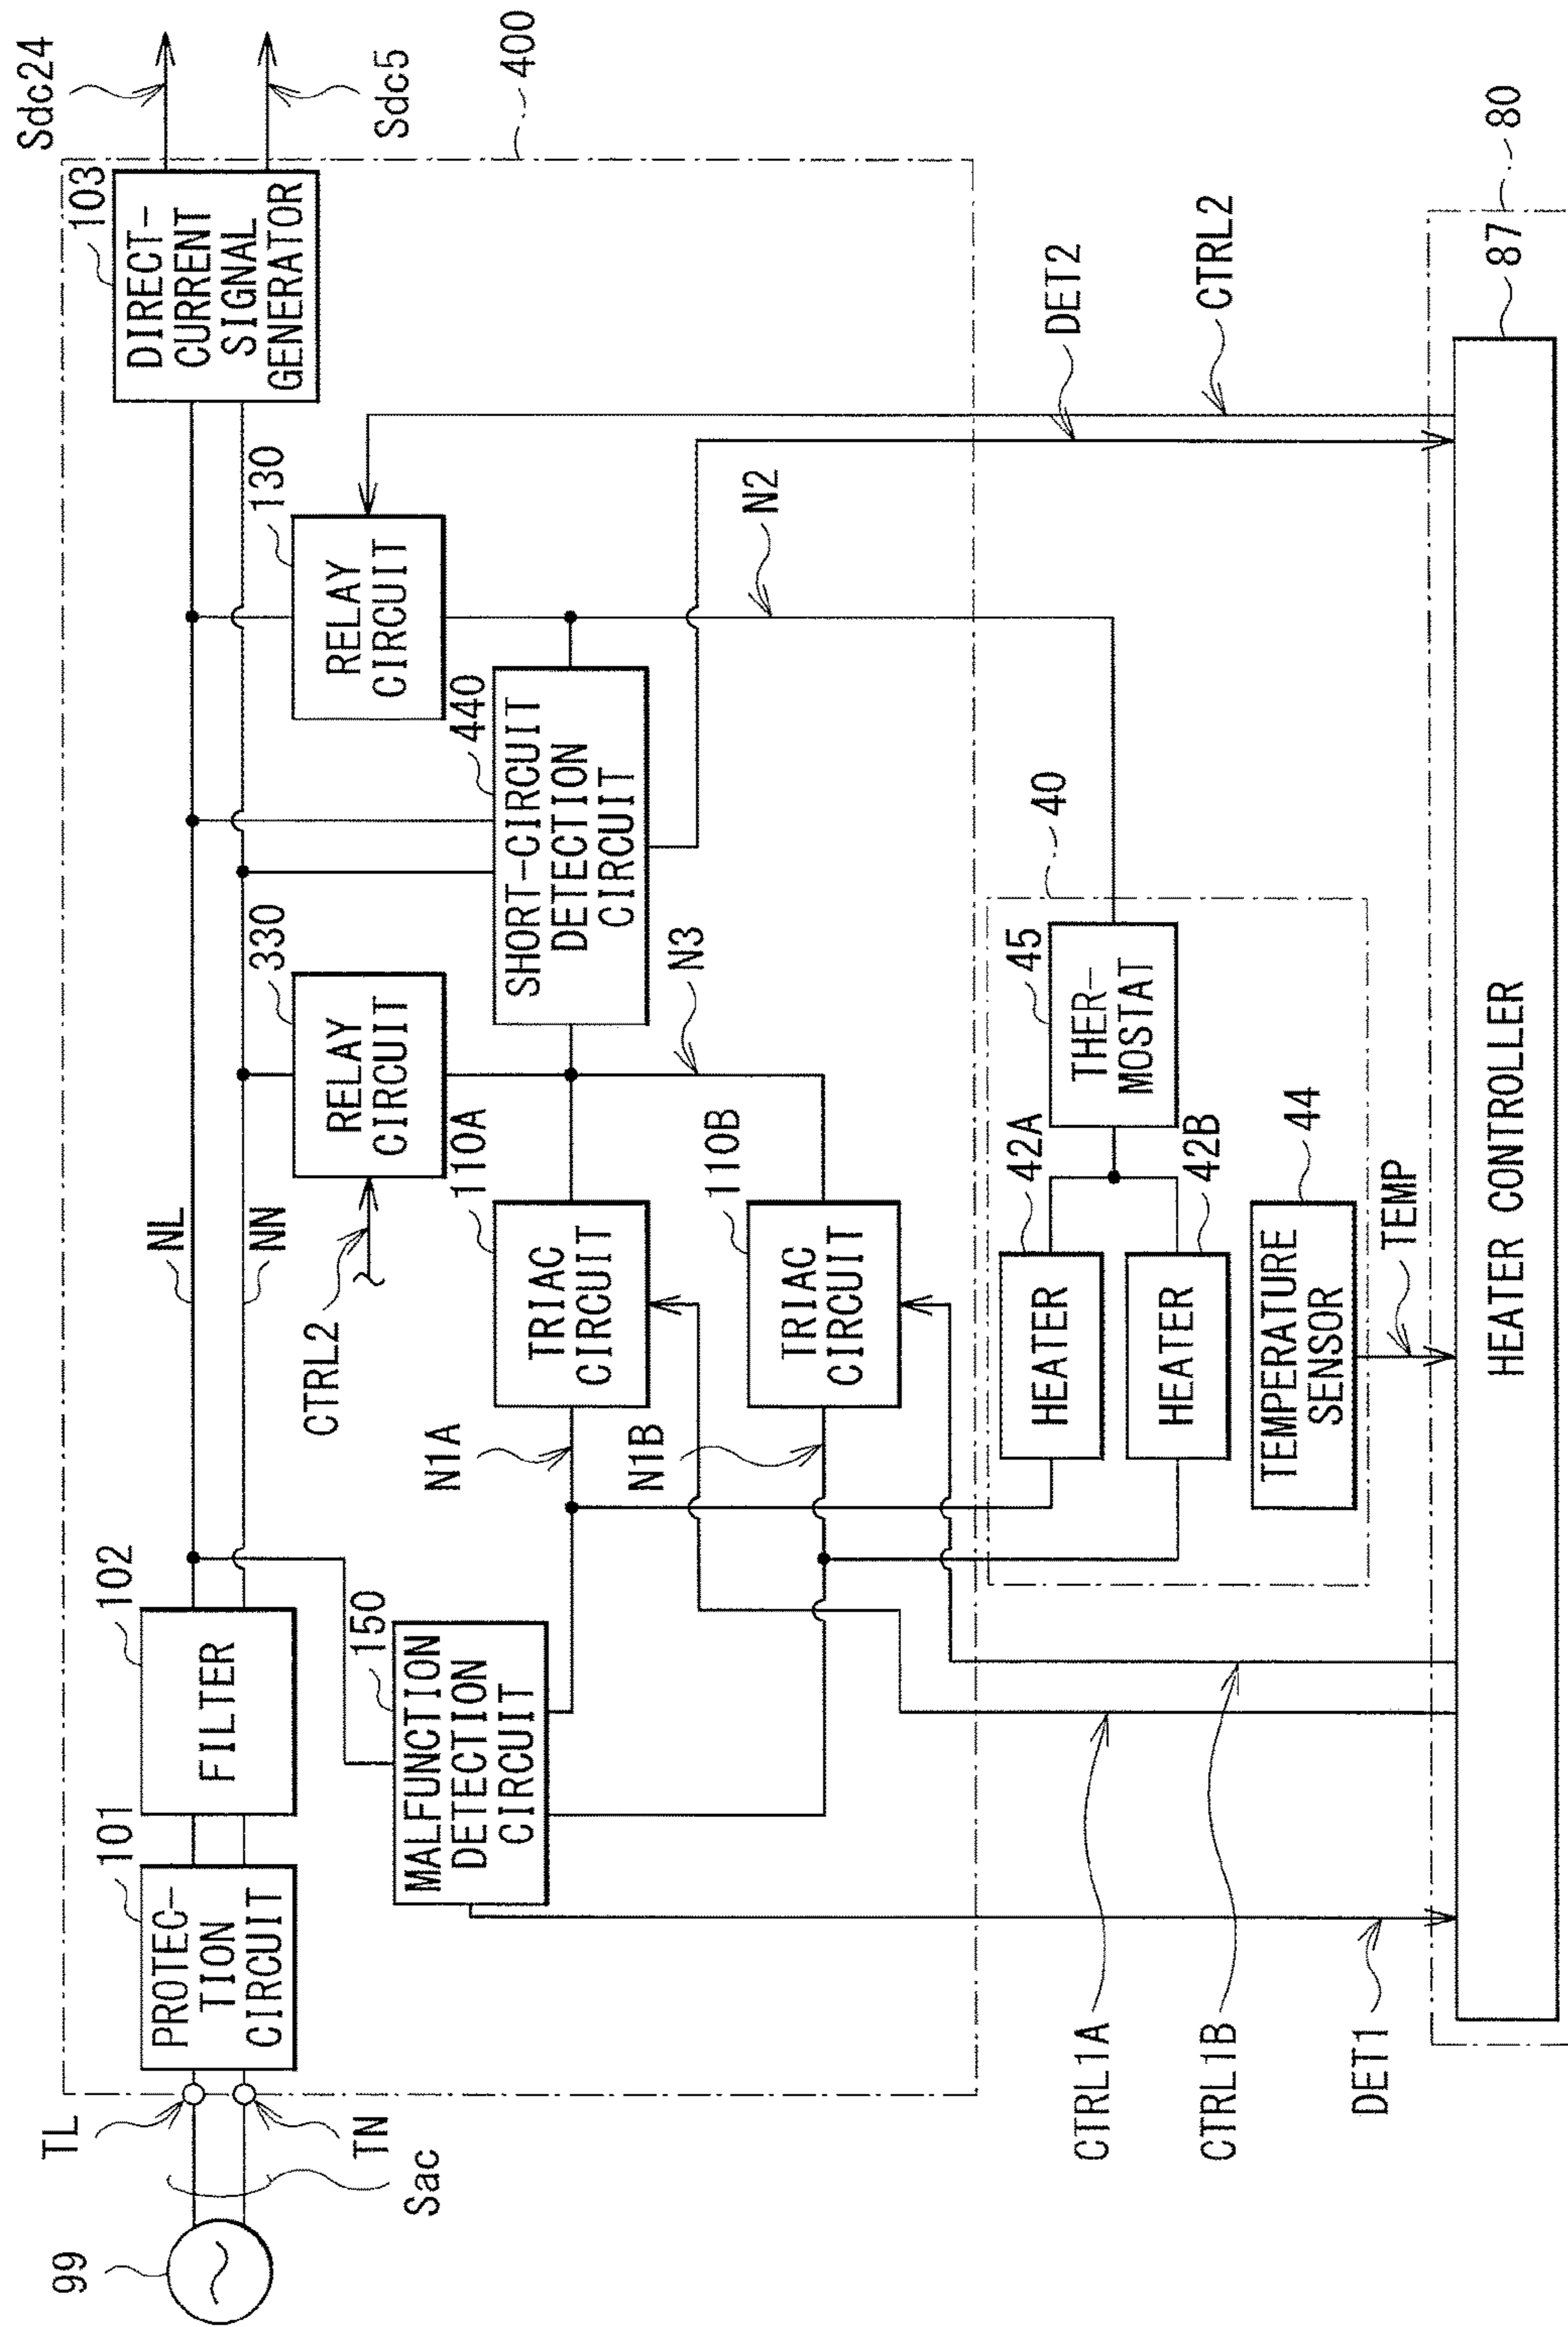 99
Sac
TL
TN
101
PROTEC-
TION
CIRCUIT
102
FILTER
NL
NN
103
DIRECT-
CURRENT
SIGNAL
GENERATOR
Sdc24
Sdc5
400
150
MALFUNCTION
DETECTION
CIRCUIT
CTRL2
330
RELAY
CIRCUIT
130
RELAY
CIRCUIT
440
SHORT-CIRCUIT
DETECTION
CIRCUIT
N1A
110A
TRIAC
CIRCUIT
N3
N2
N1B
110B
TRIAC
CIRCUIT
40
42A
HEATER
42B
HEATER
45
THER-
MOSTAT
44
TEMPERATURE
SENSOR
TEMP
CTRL1A
CTRL1B
DET1
DET2
CTRL2
80
87
HEATER CONTROLLER